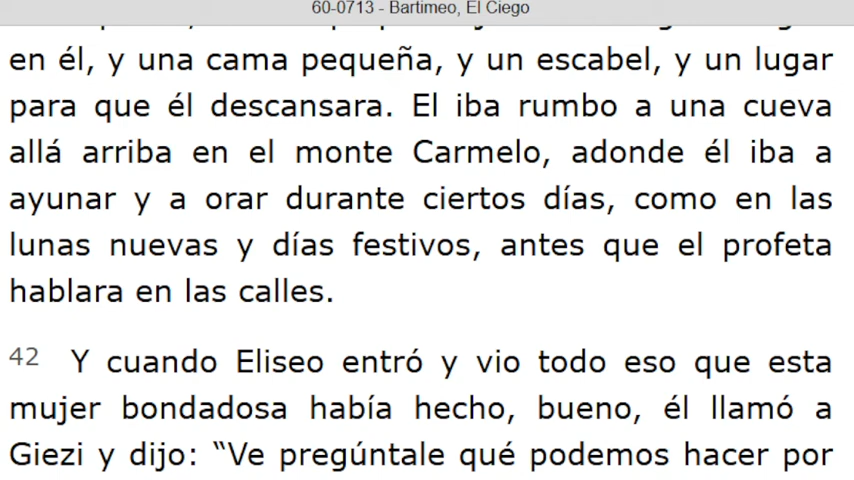 60-0713 - Bartimeo, El Ciego
en él, y una cama pequeña, y un escabel, y un lugar
para que él descansara. El iba rumbo a una cueva
allá arriba en el monte Carmelo, adonde él iba a
ayunar y a orar durante ciertos días, como en las
lunas nuevas y días festivos, antes que el profeta
hablara en las calles.
42 Y cuando Eliseo entró y vio todo eso que esta
mujer bondadosa había hecho, bueno, él llamó a
Giezi y dijo: “Ve pregúntale qué podemos hacer por